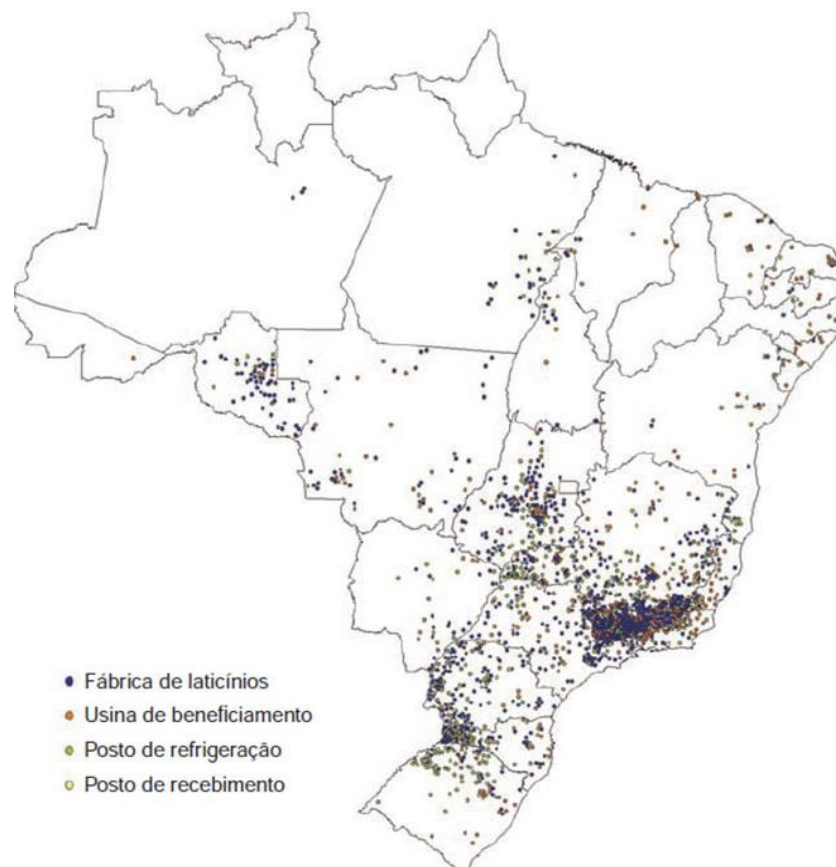 Fábrica de laticínios
Usina de beneficiamento
Posto de refrigeração
Posto de recebimento